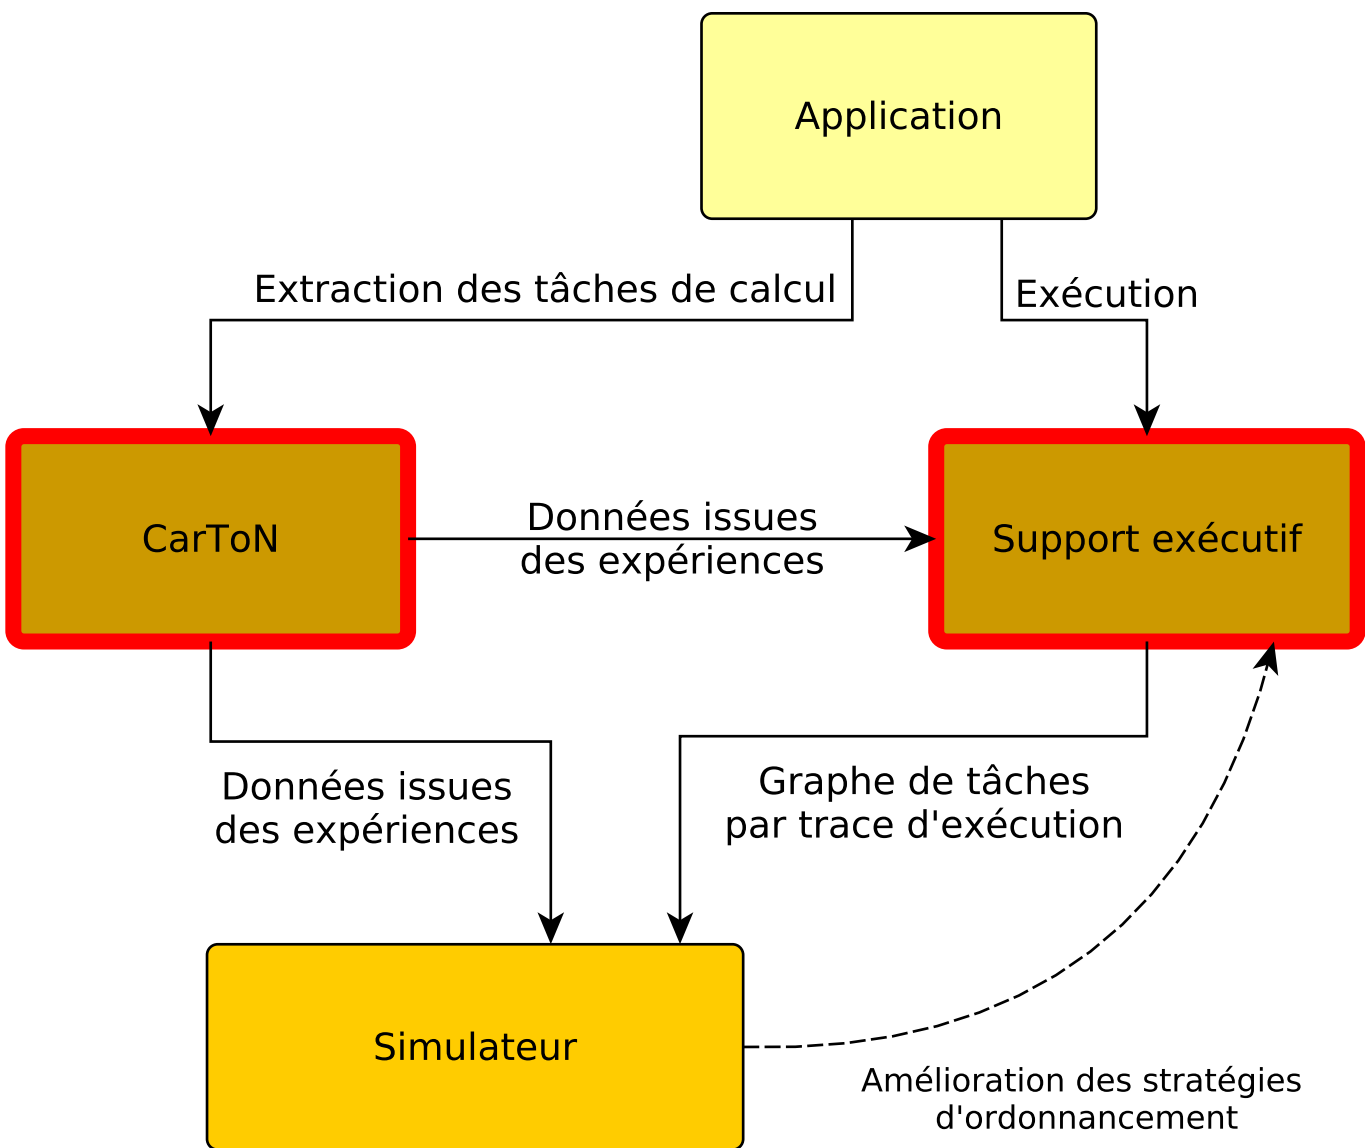 Application
Extraction des tâches de calcul
Exécution
CarToN
Données issues
des expériences
Support exécutif
Données issues
des expériences
Graphe de tâches
par trace d'exécution
Simulateur
Amélioration des stratégies
d'ordonnancement